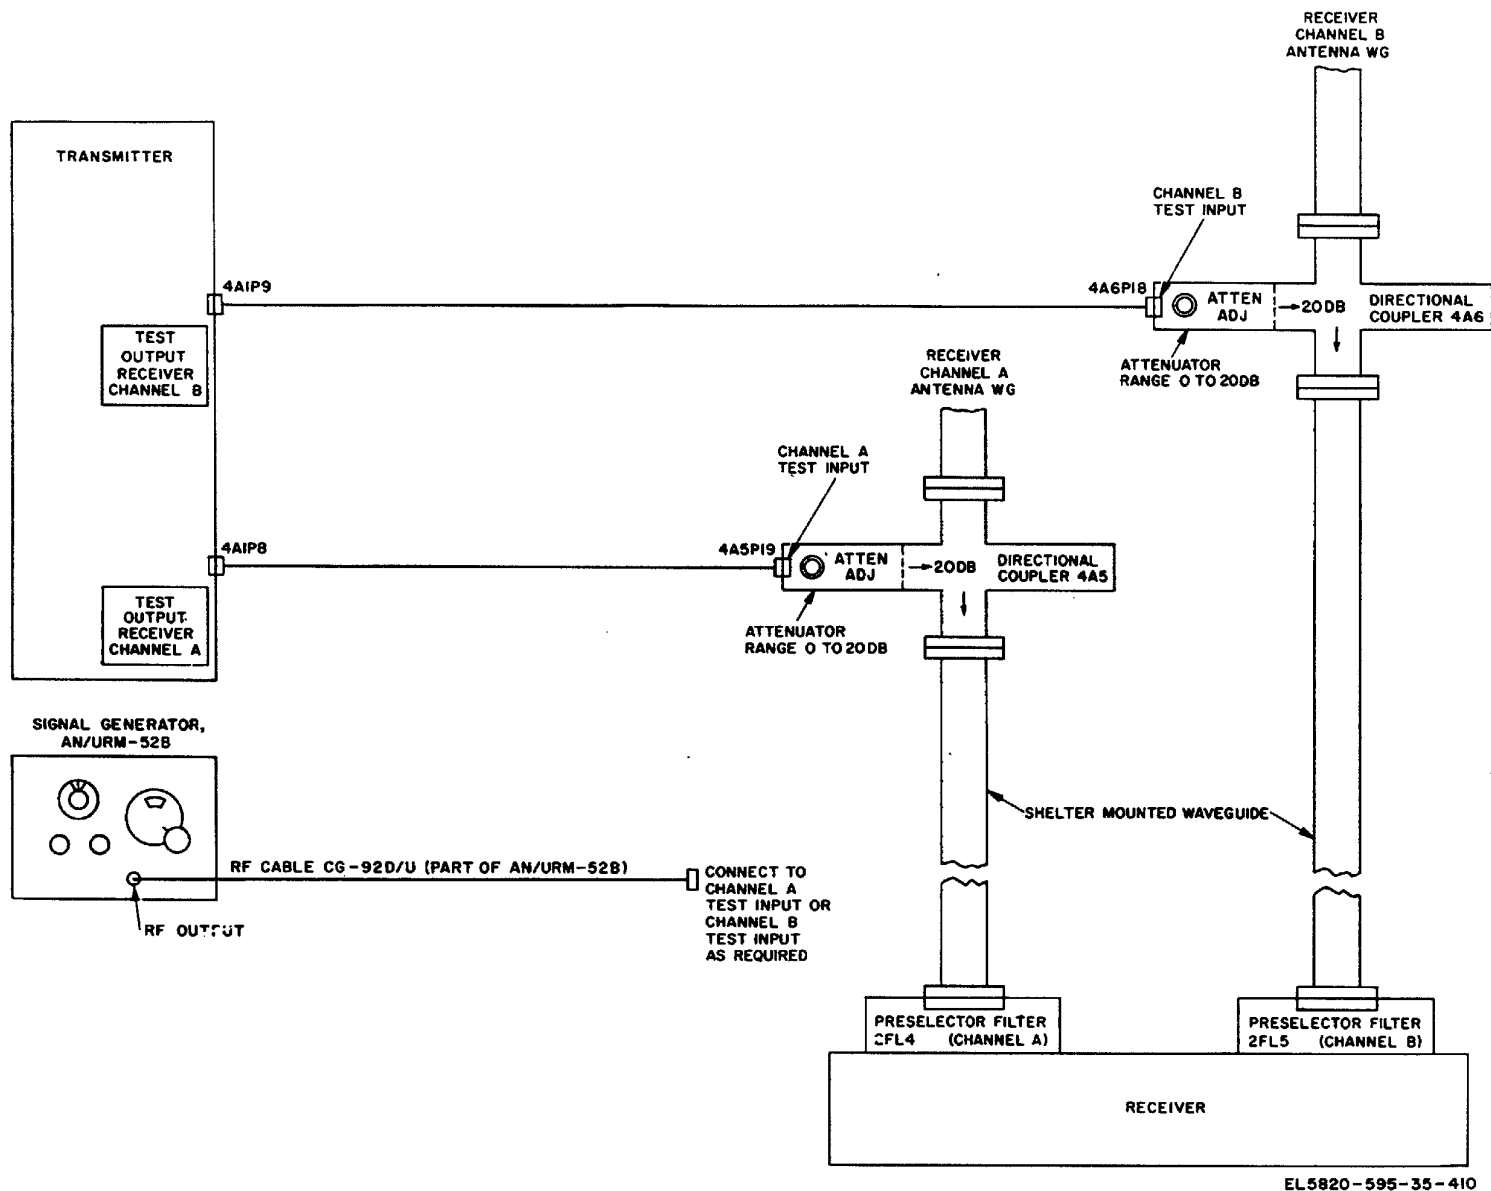 RECEIVER
CHANNEL B
ANTENNA WG
TRANSMITTER
CHANNEL B
TEST INPUT
4A1P9
4A6P18
ATTEN
ADJ
20DB
DIRECTIONAL
COUPLER 4A6
TEST
OUTPUT
RECEIVER
CHANNEL B
ATTENUATOR
RANGE 0 TO 20DB
RECEIVER
CHANNEL A
ANTENNA WG
CHANNEL A
TEST INPUT
4A1P8
4A5P19
ATTEN
ADJ
20DB
DIRECTIONAL
COUPLER 4A5
TEST
OUTPUT
RECEIVER
CHANNEL A
ATTENUATOR
RANGE 0 TO 20DB
SIGNAL GENERATOR,
AN/URM-52B
SHELTER MOUNTED WAVEGUIDE
RF CABLE CG-92D/U (PART OF AN/URM-52B)
CONNECT TO
CHANNEL A
TEST INPUT OR
CHANNEL B
TEST INPUT
AS REQUIRED
RF OUTPUT
PRESELECTOR FILTER
2FL4 (CHANNEL A)
PRESELECTOR FILTER
2FL5 (CHANNEL B)
RECEIVER
EL5820-595-35-410